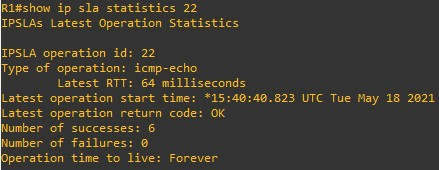 R1#show ip sla statistics 22
IPSLAs Latest Operation Statistics
IPSLA operation id: 22
Type of operation: icmp-echo
Latest RTT: 64 milliseconds
Latest operation start time: *15:40:40.823 UTC Tue May 18 2021
Latest operation return code: OK
Number of successes: 6
Number of failures: 0
Operation time to live: Forever